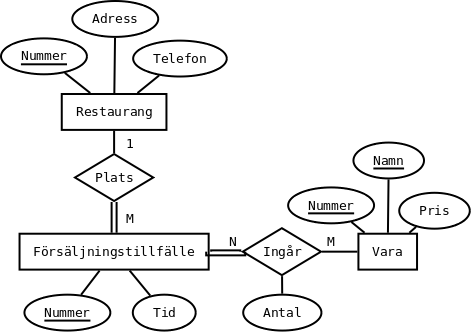 Adress
Nummer
Telefon
Restaurang
1
Plats
Namn
M
Nummer
Pris
N
M
Försäljningstillfälle
Ingår
Vara
Nummer
Tid
Antal